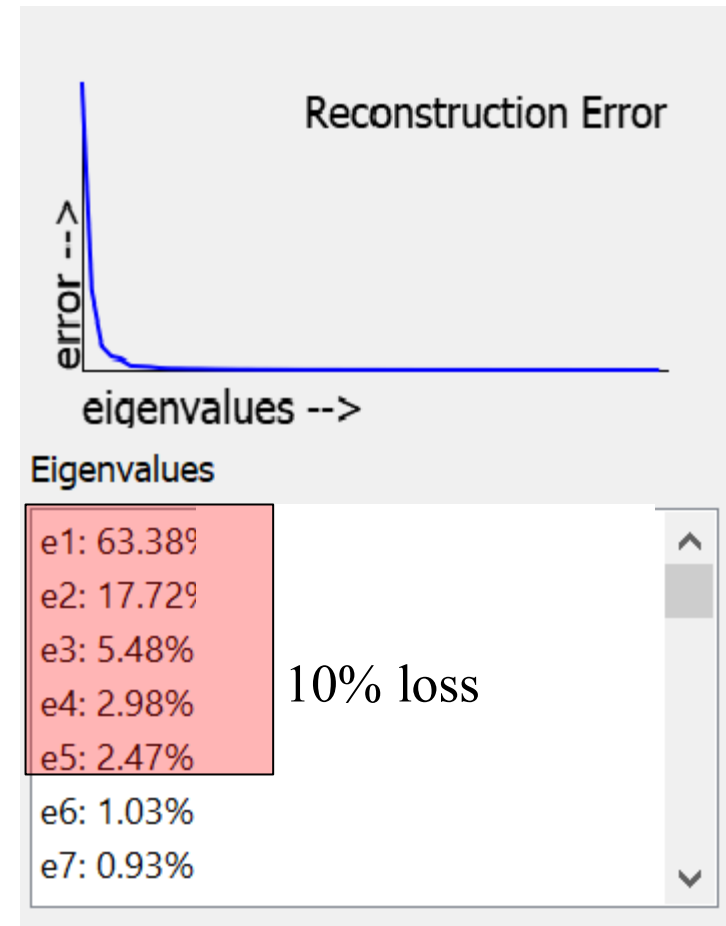 Reconstruction Error
error -->
eigenvalues -->
Eigenvalues
e1: 63.38%
e2: 17.72%
e3: 5.48%
e4: 2.98%
e5: 2.47%
10% loss
e6: 1.03%
e7: 0.93%